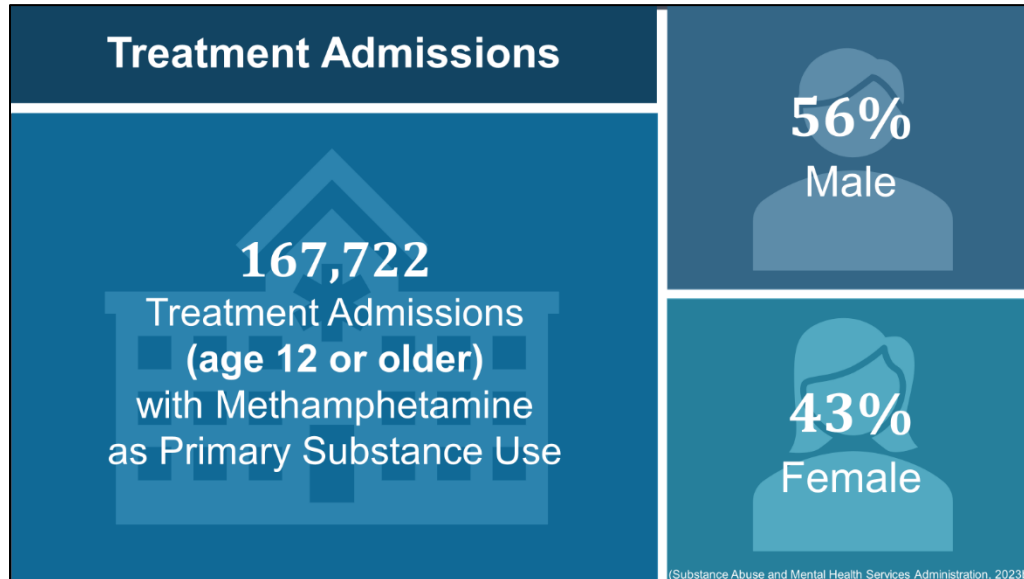 Treatment Admissions
167,722
Treatment Admissions
(age 12 or older)
with Methamphetamine
as Primary Substance Use
56%
Male
43%
Female
(Substance Abuse and Mental Health Services Administration, 2023